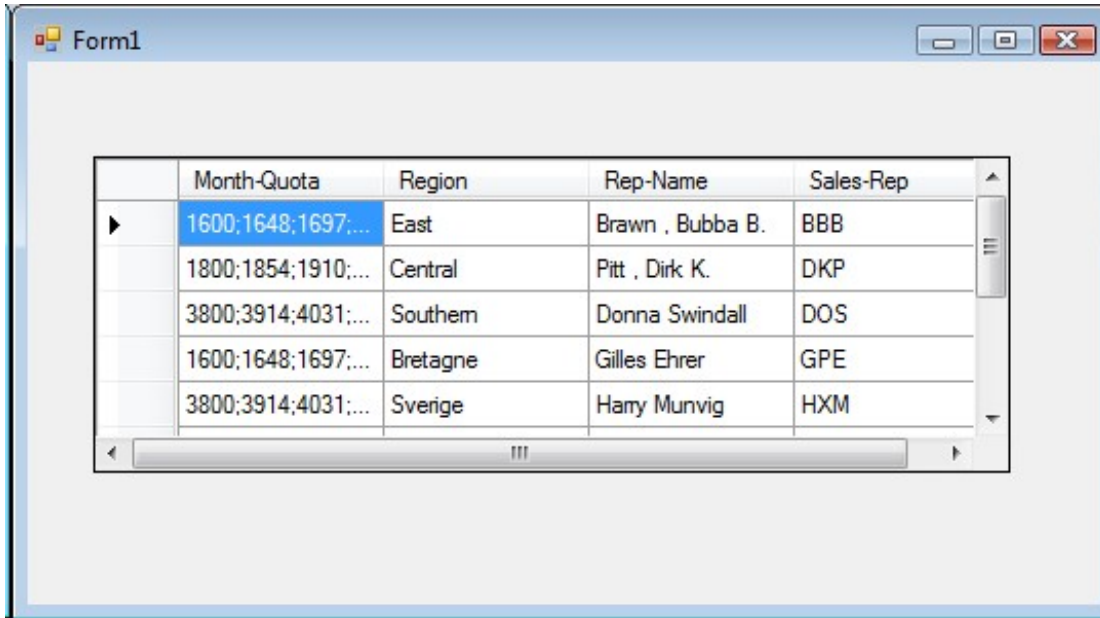 Form1
Month-Quota Region Rep-Name Sales-Rep
1600;1648;1697;... East Brawn , Bubba B. BBB
1800;1854;1910;... Central Pitt , Dirk K. DKP
3800;3914;4031;... Southern Donna Swindall DOS
1600;1648;1697;... Bretagne Gilles Ehrer GPE
3800;3914;4031;... Sverige Harry Munvig HXM